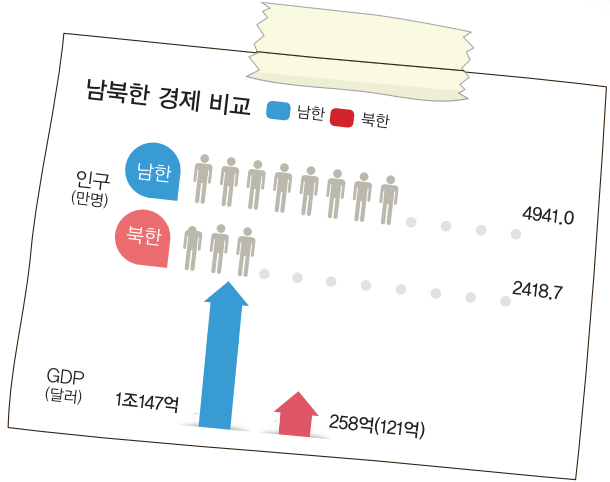 남북한 경제 비교 남한 북한
인구
(만명)
남한
4941.0
북한
2418.7
GDP
(달러)
1조147억
258억(121억)